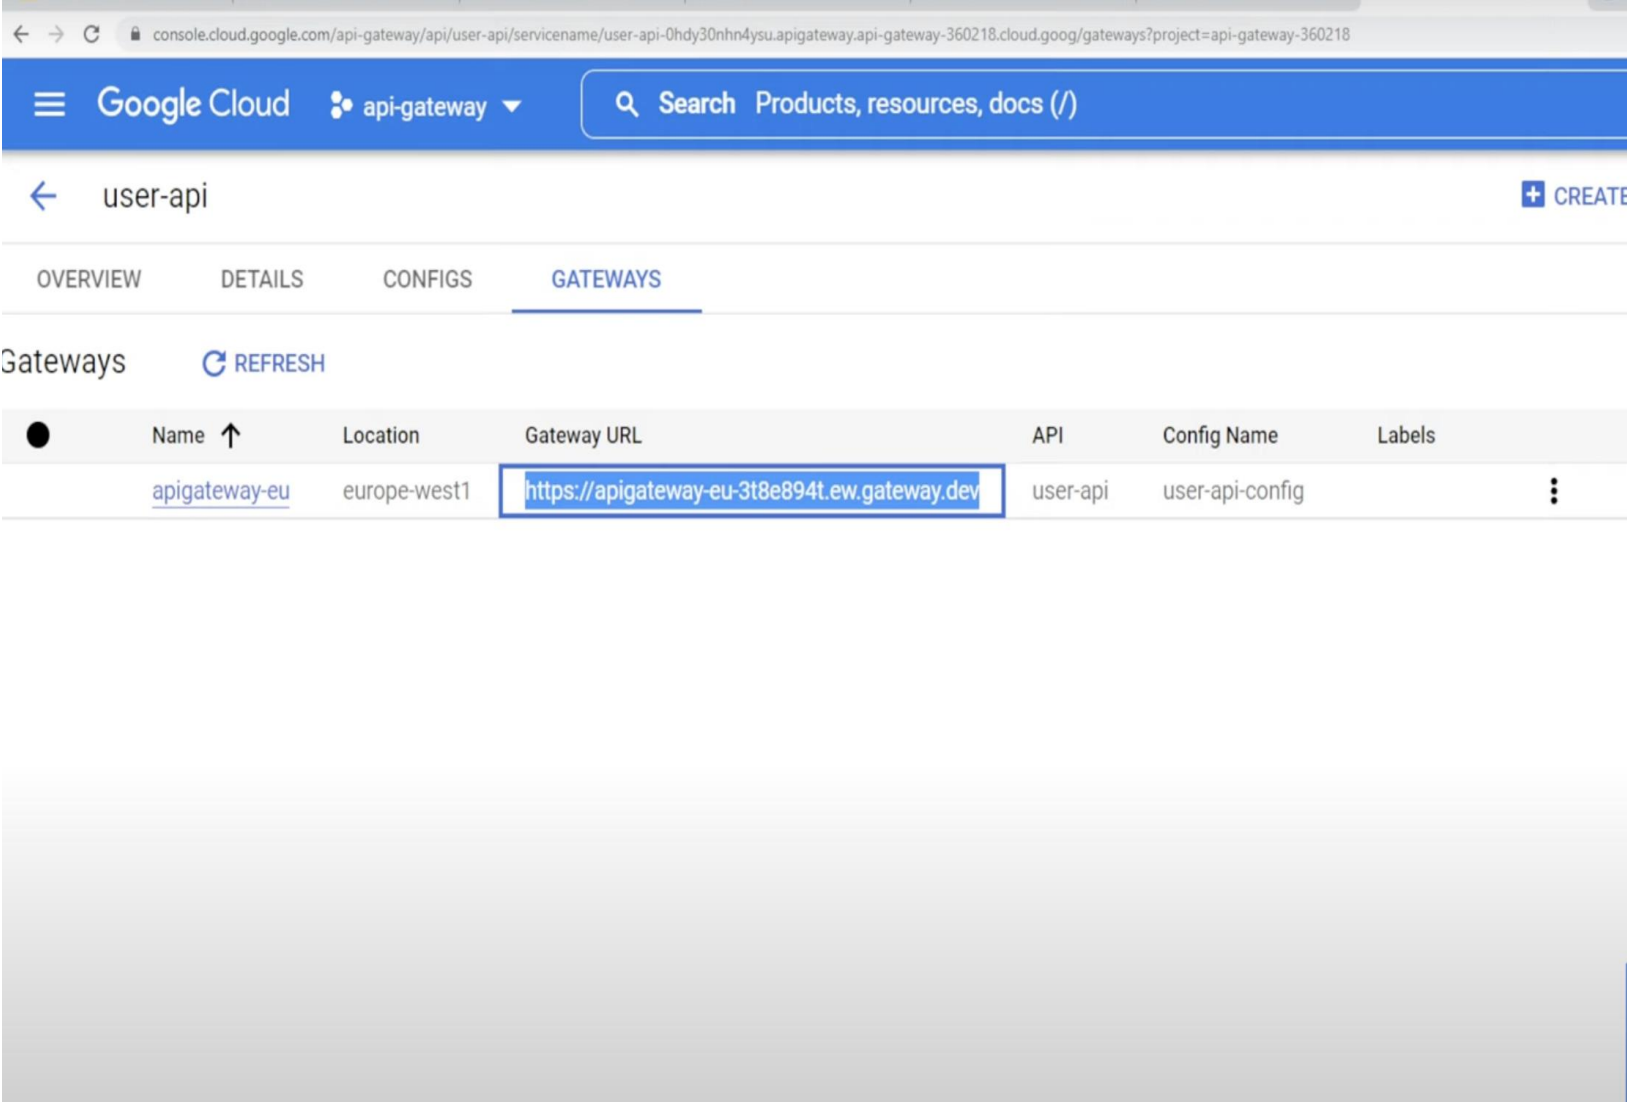 console.cloud.google.com/api-gateway/api/user-api/servicename/user-api-0hdy30nhn4ysu.apigateway.api-gateway-360218.cloud.goog/gateways?project=api-gateway-360218
Google Cloud api-gateway Search Products, resources, docs (/)
user-api CREATE
OVERVIEW DETAILS CONFIGS GATEWAYS
Gateways REFRESH
Name Location Gateway URL API Config Name Labels
apigateway-eu europe-west1 https://apigateway-eu-3t8e894t.ew.gateway.dev user-api user-api-config